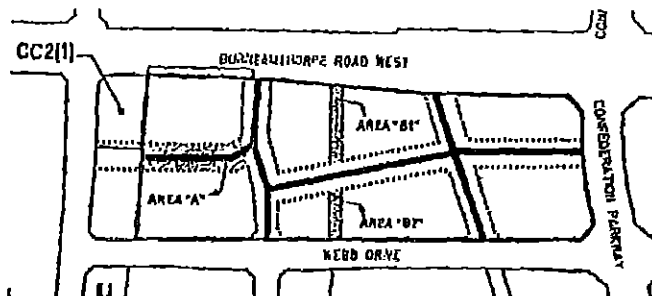 CC2(1)
BURNHAMTHORPE ROAD WEST
AREA "B1"
AREA "A"
AREA "B2"
WEBB DRIVE
CONFEDERATION PARKWAY